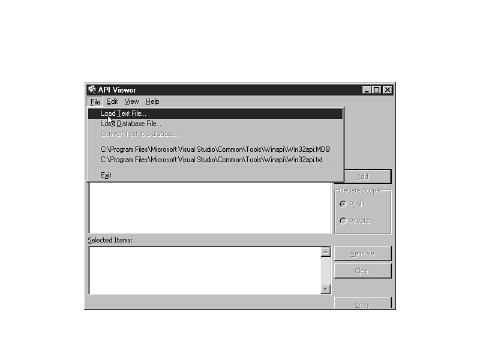 API Viewer
File Edit View Help
Load Text File...
Load Database File...
Convert Text to Database...
C:\Program Files\Microsoft Visual Studio\Common\Tools\Winapi\Win32api.MDB
C:\Program Files\Microsoft Visual Studio\Common\Tools\Winapi\Win32api.txt
Exit
Add
Declare Scope
Public
Private
Selected Items:
Remove
Clear
Copy